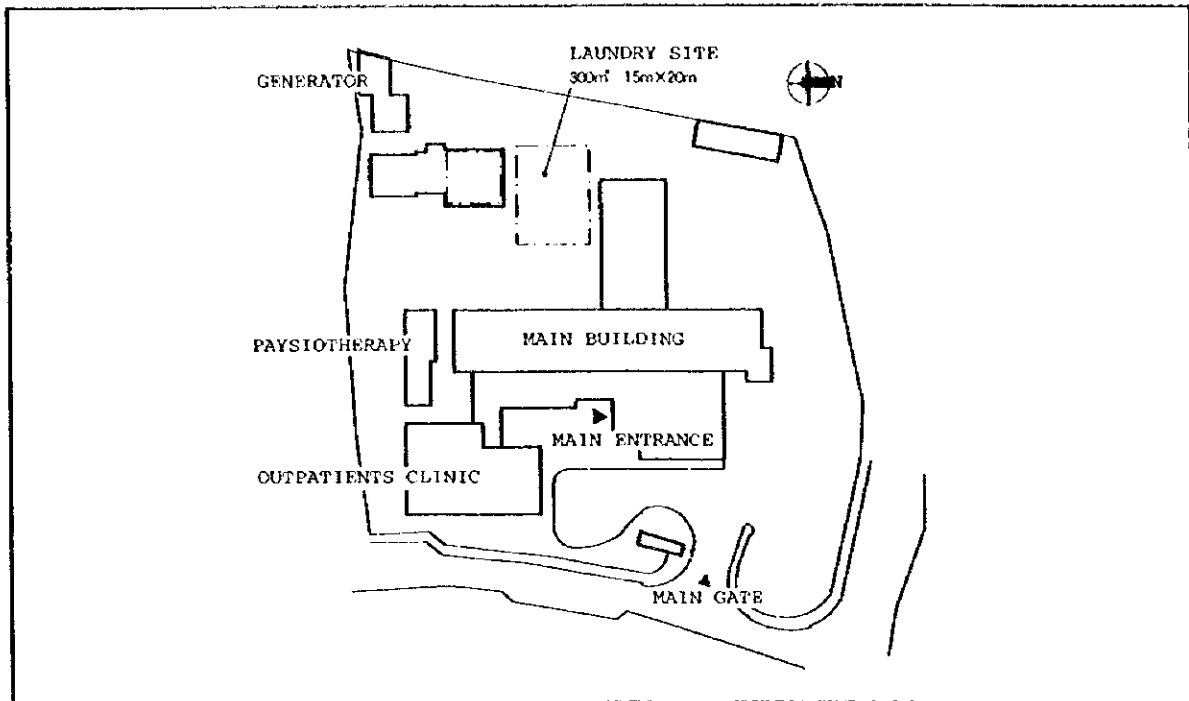 LAUNDRY SITE
300m² 15m×20m
GENERATOR
N
PAYSIOTHERAPY
MAIN BUILDING
MAIN ENTRANCE
OUTPATIENTS CLINIC
MAIN GATE